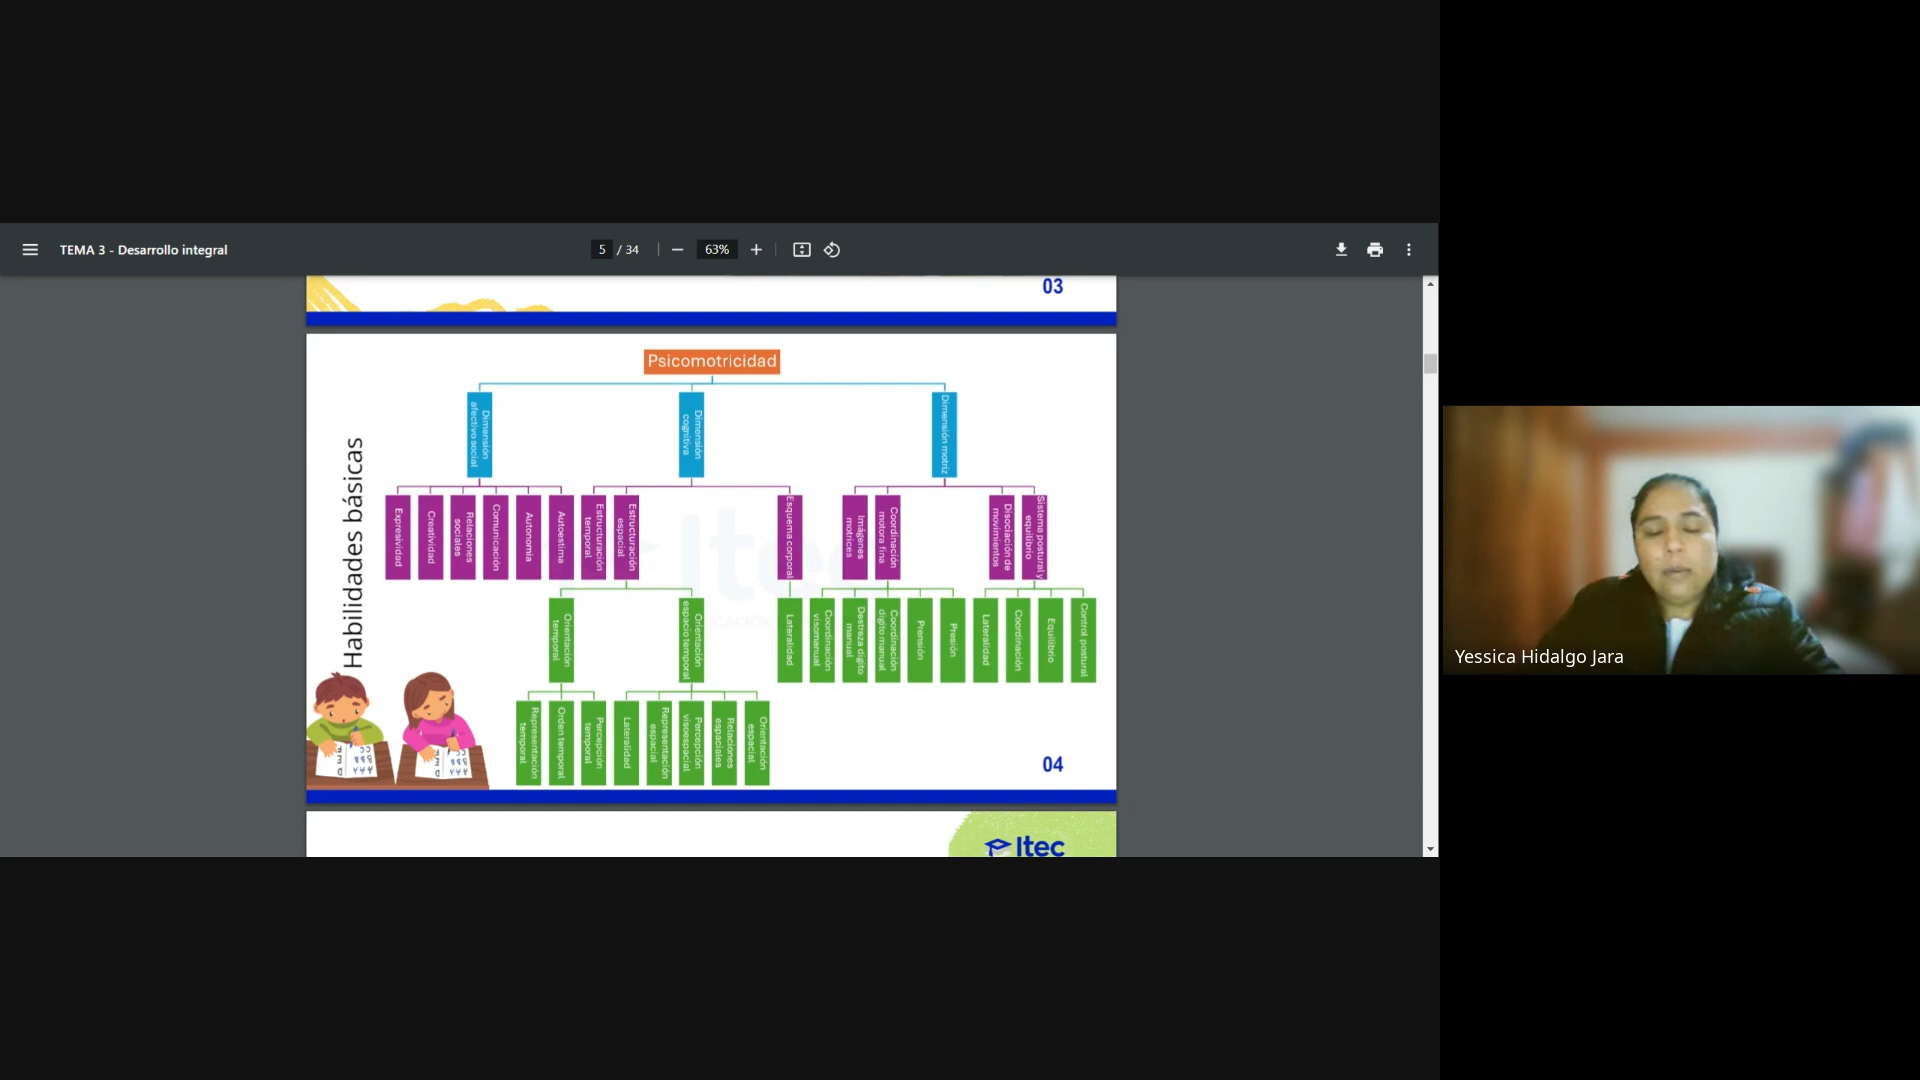 TEMA 3 - Desarrollo integral
5 / 34
63%
03
Psicomotricidad
Habilidades básicas
Dimensión
afectivo social
Dimensión
cognitiva
Dimensión motriz
Expresividad
Creatividad
Relaciones
sociales
Comunicación
Autonomía
Autoestima
Estructuración
temporal
Estructuración
espacial
Esquema corporal
Imágenes
motrices
Coordinación
motora fina
Disociación de
movimientos
Sistema postural y
equilibrio
Orientación
temporal
Orientación
espacio temporal
Lateralidad
Coordinación
visomanual
Destreza digito
manual
Coordinación
digito manual
Prensión
Presión
Lateralidad
Coordinación
Equilibrio
Control postural
Representación
temporal
Orden temporal
Percepción
temporal
Lateralidad
Representación
espacial
Percepción
visoespacial
Relaciones
espaciales
Orientación
espacial
04
Itec
Yessica Hidalgo Jara